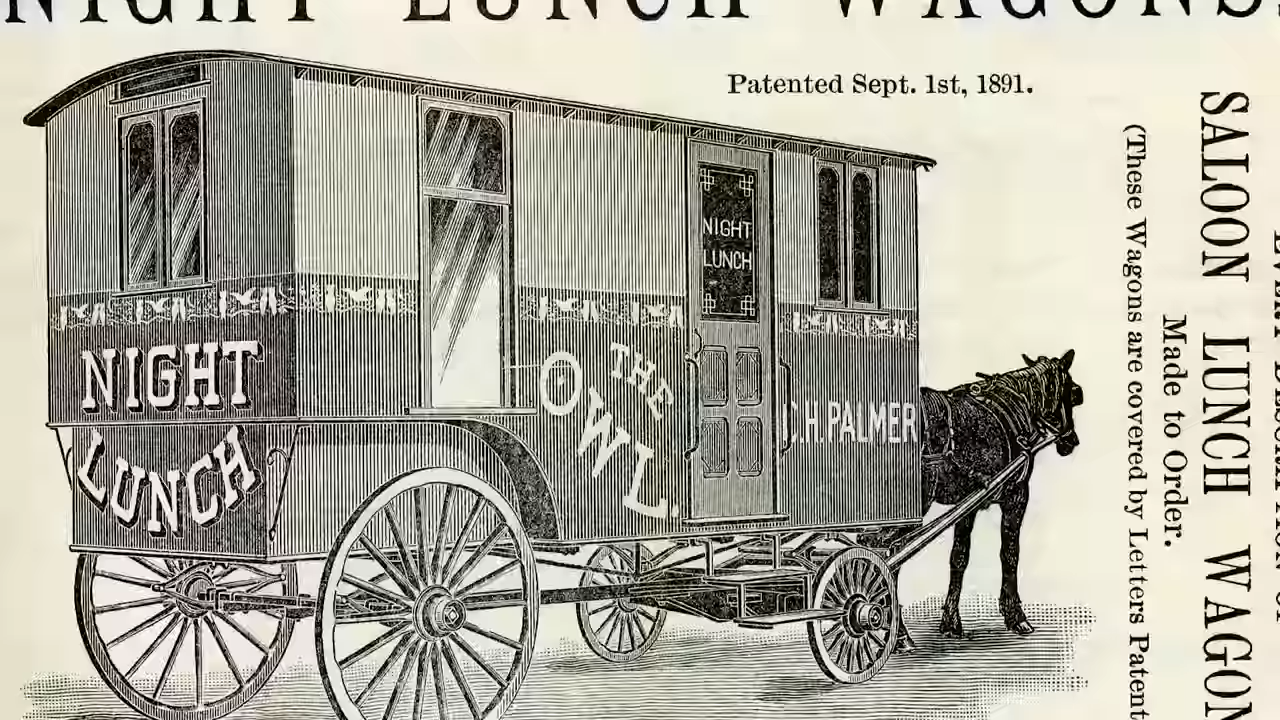 NIGHT LUNCH WAGONS.
Patented Sept. 1st, 1891.
NIGHT
LUNCH
NIGHT
LUNCH
THE
OWL.
C.H. PALMER
(These Wagons are covered by Letters Patent
Made to Order.
SALOON LUNCH WAGON